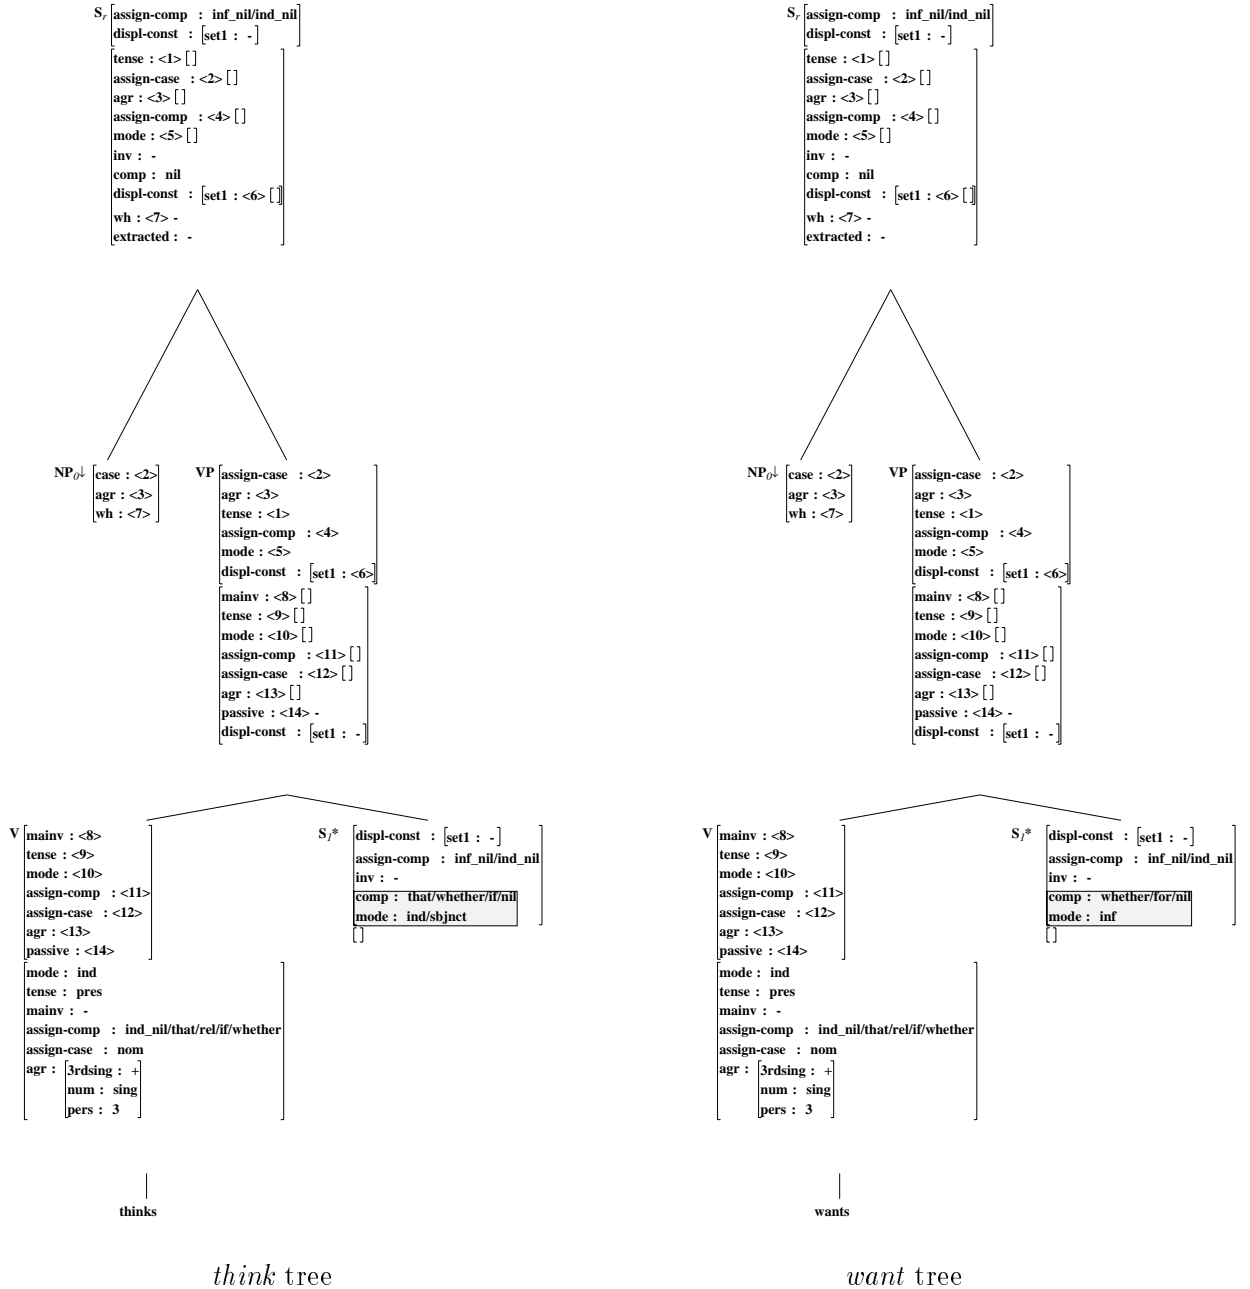 S_r assign-comp : inf_nil/ind_nil
displ-const : [set1 : -]
tense : <1> []
assign-case : <2> []
agr : <3> []
assign-comp : <4> []
mode : <5> []
inv : -
comp : nil
displ-const : [set1 : <6> []]
wh : <7> -
extracted : -
NP_0↓ case : <2>
agr : <3>
wh : <7>
VP assign-case : <2>
agr : <3>
tense : <1>
assign-comp : <4>
mode : <5>
displ-const : [set1 : <6>]
mainv : <8> []
tense : <9> []
mode : <10> []
assign-comp : <11> []
assign-case : <12> []
agr : <13> []
passive : <14> -
displ-const : [set1 : -]
V mainv : <8>
tense : <9>
mode : <10>
assign-comp : <11>
assign-case : <12>
agr : <13>
passive : <14>
mode : ind
tense : pres
mainv : -
assign-comp : ind_nil/that/rel/if/whether
assign-case : nom
agr : [3rdsing : +
num : sing
pers : 3]
S_1* displ-const : [set1 : -]
assign-comp : inf_nil/ind_nil
inv : -
comp : that/whether/if/nil
mode : ind/sbjnct
[]
thinks
think tree
S_r assign-comp : inf_nil/ind_nil
displ-const : [set1 : -]
tense : <1> []
assign-case : <2> []
agr : <3> []
assign-comp : <4> []
mode : <5> []
inv : -
comp : nil
displ-const : [set1 : <6> []]
wh : <7> -
extracted : -
NP_0↓ case : <2>
agr : <3>
wh : <7>
VP assign-case : <2>
agr : <3>
tense : <1>
assign-comp : <4>
mode : <5>
displ-const : [set1 : <6>]
mainv : <8> []
tense : <9> []
mode : <10> []
assign-comp : <11> []
assign-case : <12> []
agr : <13> []
passive : <14> -
displ-const : [set1 : -]
V mainv : <8>
tense : <9>
mode : <10>
assign-comp : <11>
assign-case : <12>
agr : <13>
passive : <14>
mode : ind
tense : pres
mainv : -
assign-comp : ind_nil/that/rel/if/whether
assign-case : nom
agr : [3rdsing : +
num : sing
pers : 3]
S_1* displ-const : [set1 : -]
assign-comp : inf_nil/ind_nil
inv : -
comp : whether/for/nil
mode : inf
[]
wants
want tree